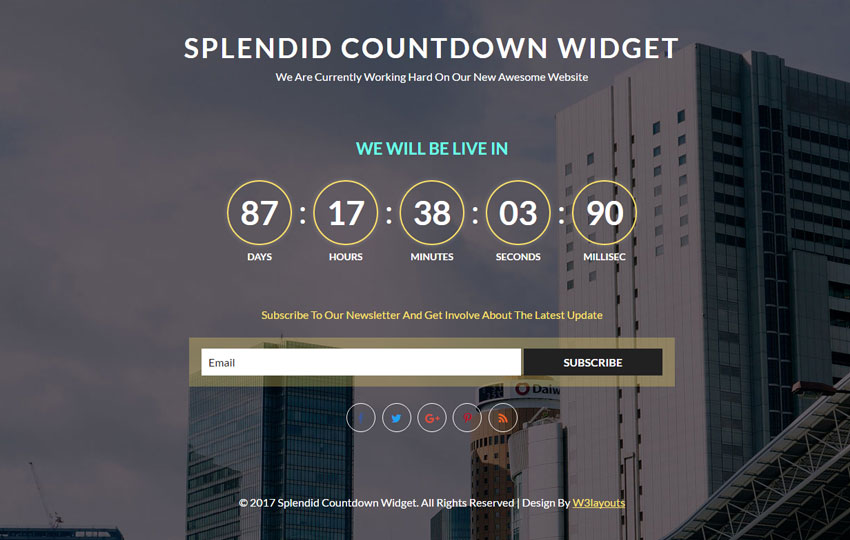 SPLENDID COUNTDOWN WIDGET
We Are Currently Working Hard On Our New Awesome Website
WE WILL BE LIVE IN
87 : 17 : 38 : 03 : 90
DAYS HOURS MINUTES SECONDS MILLISEC
Subscribe To Our Newsletter And Get Involve About The Latest Update
Email SUBSCRIBE
Daiw
f G+
© 2017 Splendid Countdown Widget. All Rights Reserved | Design By W3layouts